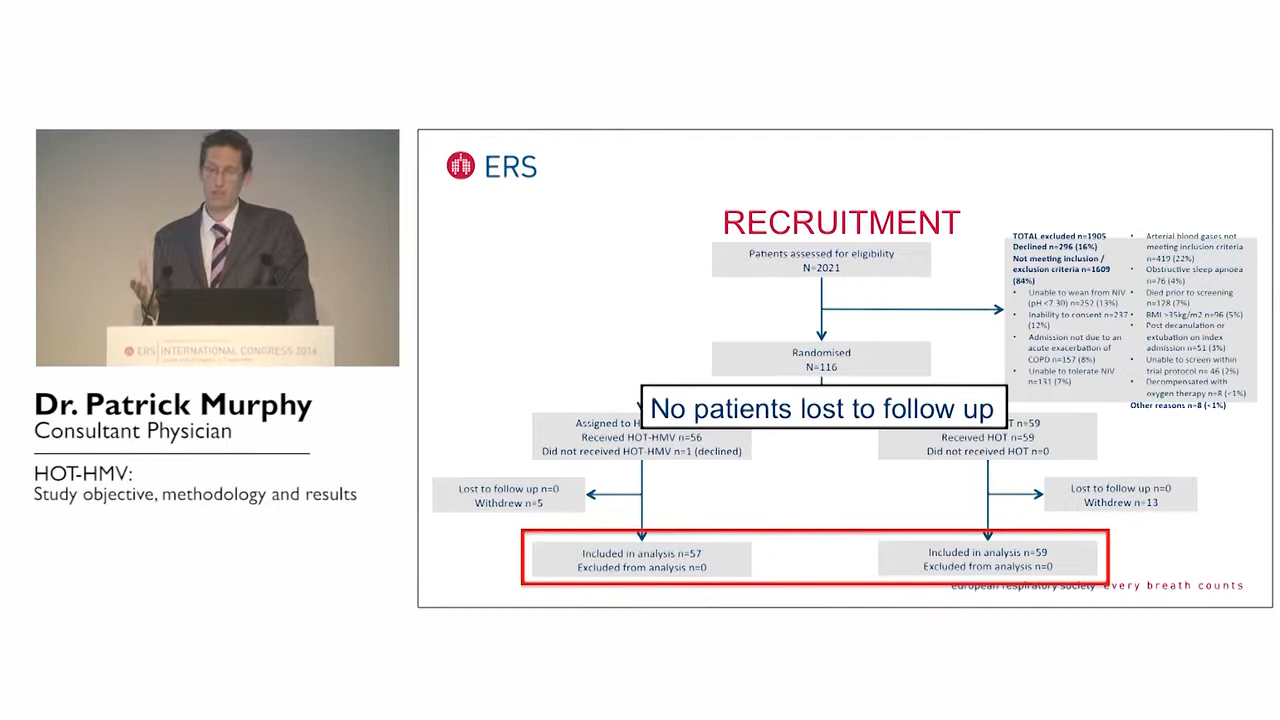 ERS
RECRUITMENT
Patients assessed for eligibility
N=2021
TOTAL excluded n=1905
Declined n=296 (16%)
Not meeting inclusion /
exclusion criteria n=1609
(84%)
• Unable to wean from NIV
(pH <7 30) n=252 (13%)
• Inability to consent n=237
(12%)
• Admission not due to an
acute exacerbation of
COPD n=157 (8%)
• Unable to tolerate NIV
n=131 (7%)
• Arterial blood gases not
meeting inclusion criteria
n=419 (22%)
• Obstructive sleep apnoea
n=76 (4%)
• Died prior to screening
n=128 (7%)
• BMI >35kg/m2 n=96 (5%)
• Post decanulation or
extubation on index
admission n=51 (3%)
• Unable to screen within
trial protocol n= 46 (2%)
• Decompensated with
oxygen therapy n=8 (<1%)
Other reasons n=8 (<1%)
Randomised
N=116
No patients lost to follow up
Assigned to
Received HOT-HMV n=56
Did not received HOT-HMV n=1 (declined)
n=59
Received HOT n=59
Did not received HOT n=0
Lost to follow up n=0
Withdrew n=5
Lost to follow up n=0
Withdrew n=13
Included in analysis n=57
Excluded from analysis n=0
Included in analysis n=59
Excluded from analysis n=0
european respiratory society every breath counts
ERS INTERNATIONAL CONGRESS 2016
Dr. Patrick Murphy
Consultant Physician
HOT-HMV:
Study objective, methodology and results